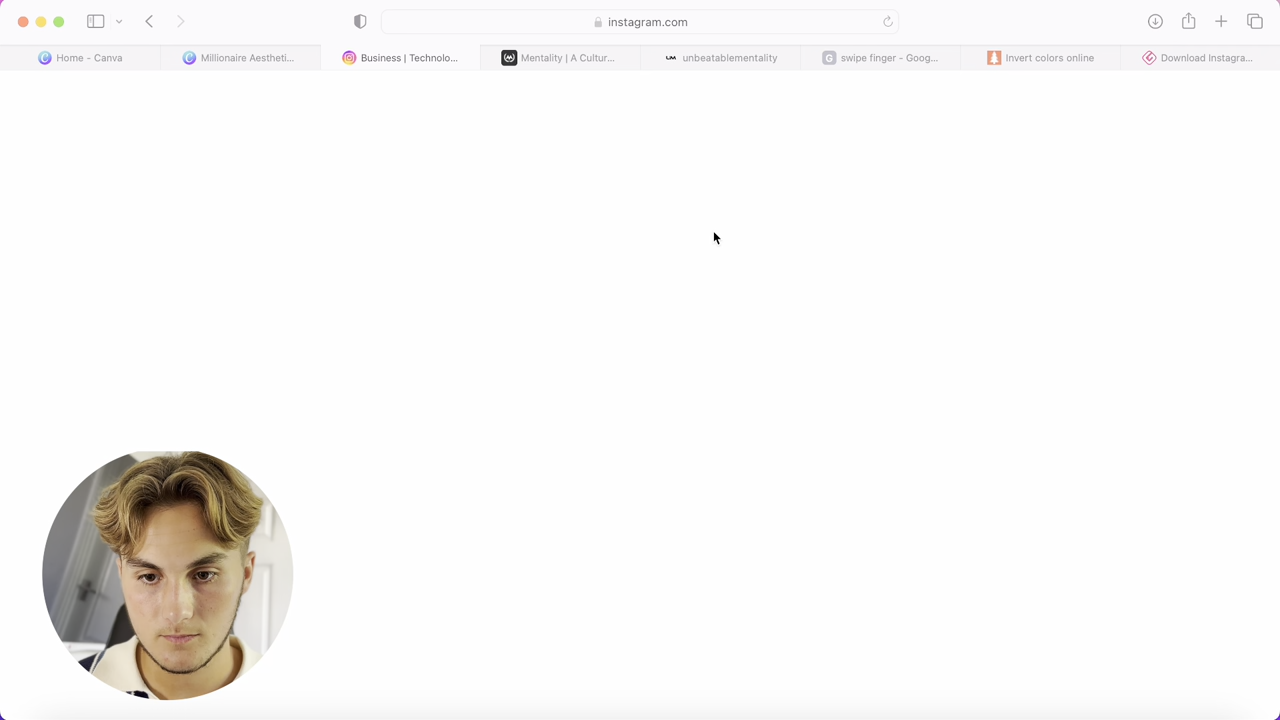 instagram.com
Home - Canva
Millionaire Aestheti...
Business | Technolo...
Mentality | A Cultur...
unbeatablementality
swipe finger - Goog...
Invert colors online
Download Instagra...